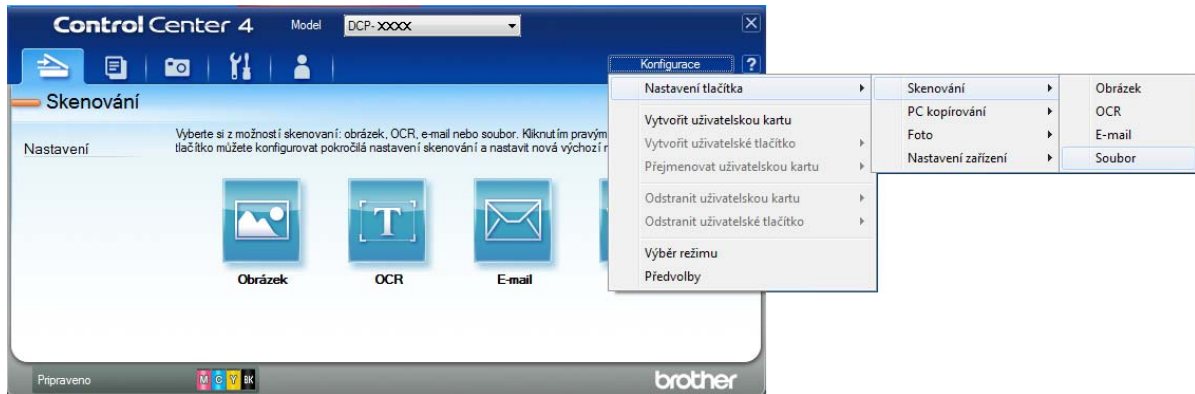 Control Center 4
Model
DCP-XXXX
Konfigurace
?
Skenování
Nastavení
Vyberte si z možností skenovaní: obrázek, OCR, e-mail nebo soubor. Kliknutím pravým
tlačítko můžete konfigurovat pokročilá nastavení skenování a nastavit nová výchozí
Obrázek
OCR
E-mail
Nastavení tlačítka
Vytvořit uživatelskou kartu
Vytvořit uživatelské tlačítko
Přejmenovat uživatelskou kartu
Odstranit uživatelskou kartu
Odstranit uživatelské tlačítko
Výběr režimu
Předvolby
Skenování
PC kopírování
Foto
Nastavení zařízení
Obrázek
OCR
E-mail
Soubor
Pripraveno
M C Y BK
brother